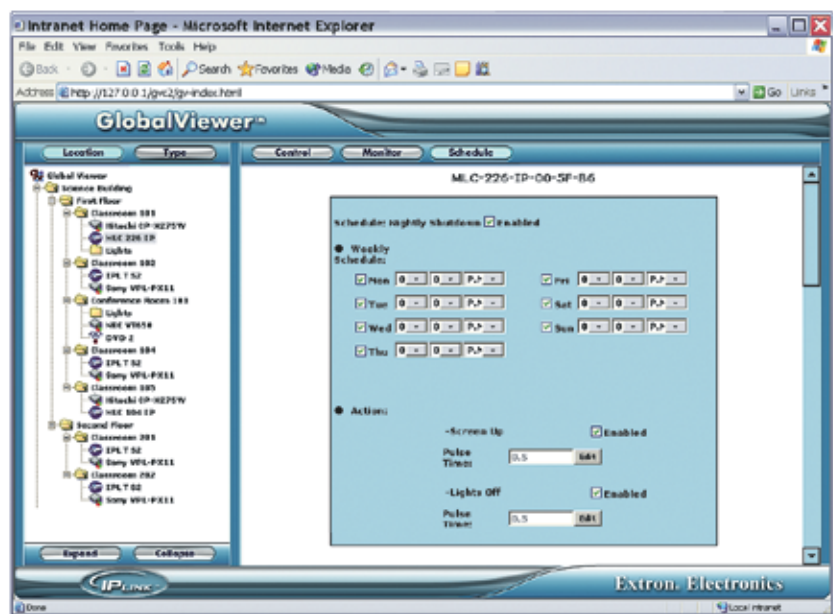 Intranet Home Page - Microsoft Internet Explorer
File Edit View Favorites Tools Help
Back Search Favorites Media
Address http://127.0.0.1/gvc2/gv-index.html Go Links
GlobalViewer
Location Type Control Monitor Schedule
Global Viewer
Science Building
First Floor
Classroom 101
Hitachi CP-X275W
MLC 226 IP
Lights
Classroom 102
IPL T S2
Sony VPL-PX11
Conference Room 103
Lights
NEC VT650
DVD 2
Classroom 104
IPL T S2
Sony VPL-PX11
Classroom 105
Hitachi CP-X275W
MLC 104 IP
Second Floor
Classroom 201
IPL T S2
Sony VPL-PX11
Classroom 202
IPL T S2
Sony VPL-PX11
Expand Collapse
MLC-226-IP-00-5F-B6
Schedule: Nightly Shutdown Enabled
Weekly
Schedule:
Mon Fri
Tue Sat
Wed Sun
Thu
Action:
-Screen Up Enabled
Pulse
Time: 0.5 Edit
-Lights Off Enabled
Pulse
Time: 0.5 Edit
IP LINK
Extron. Electronics
Done Local intranet